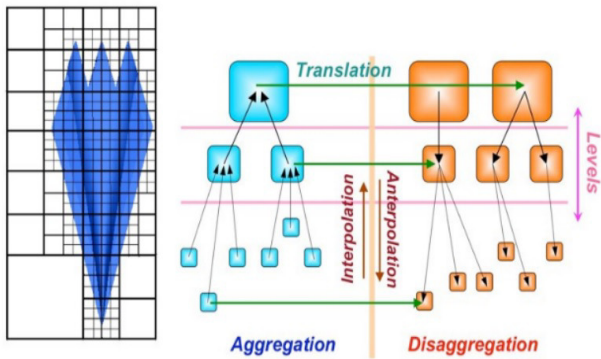 Translation
Levels
Interpolation
Anterpolation
Aggregation
Disaggregation